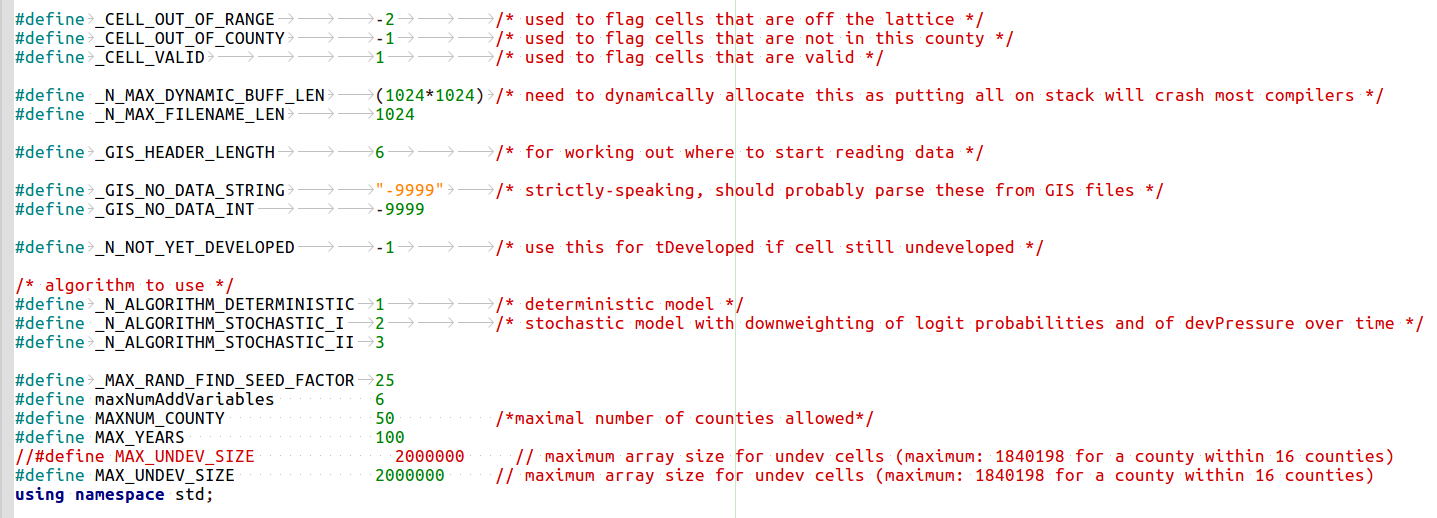 #define _CELL_OUT_OF_RANGE -2 /* used to flag cells that are off the lattice */
#define _CELL_OUT_OF_COUNTY -1 /* used to flag cells that are not in this county */
#define _CELL_VALID 1 /* used to flag cells that are valid */
#define _N_MAX_DYNAMIC_BUFF_LEN (1024*1024) /* need to dynamically allocate this as putting all on stack will crash most compilers */
#define _N_MAX_FILENAME_LEN 1024
#define _GIS_HEADER_LENGTH 6 /* for working out where to start reading data */
#define _GIS_NO_DATA_STRING "-9999" /* strictly-speaking, should probably parse these from GIS files */
#define _GIS_NO_DATA_INT -9999
#define _N_NOT_YET_DEVELOPED -1 /* use this for tDeveloped if cell still undeveloped */
/* algorithm to use */
#define _N_ALGORITHM_DETERMINISTIC 1 /* deterministic model */
#define _N_ALGORITHM_STOCHASTIC_I 2 /* stochastic model with downweighting of logit probabilities and of devPressure over time */
#define _N_ALGORITHM_STOCHASTIC_II 3
#define _MAX_RAND_FIND_SEED_FACTOR 25
#define maxNumAddVariables 6
#define MAXNUM_COUNTY 50 /*maximal number of counties allowed*/
#define MAX_YEARS 100
//#define MAX_UNDEV_SIZE 2000000 // maximum array size for undev cells (maximum: 1840198 for a county within 16 counties)
#define MAX_UNDEV_SIZE 2000000 // maximum array size for undev cells (maximum: 1840198 for a county within 16 counties)
using namespace std;